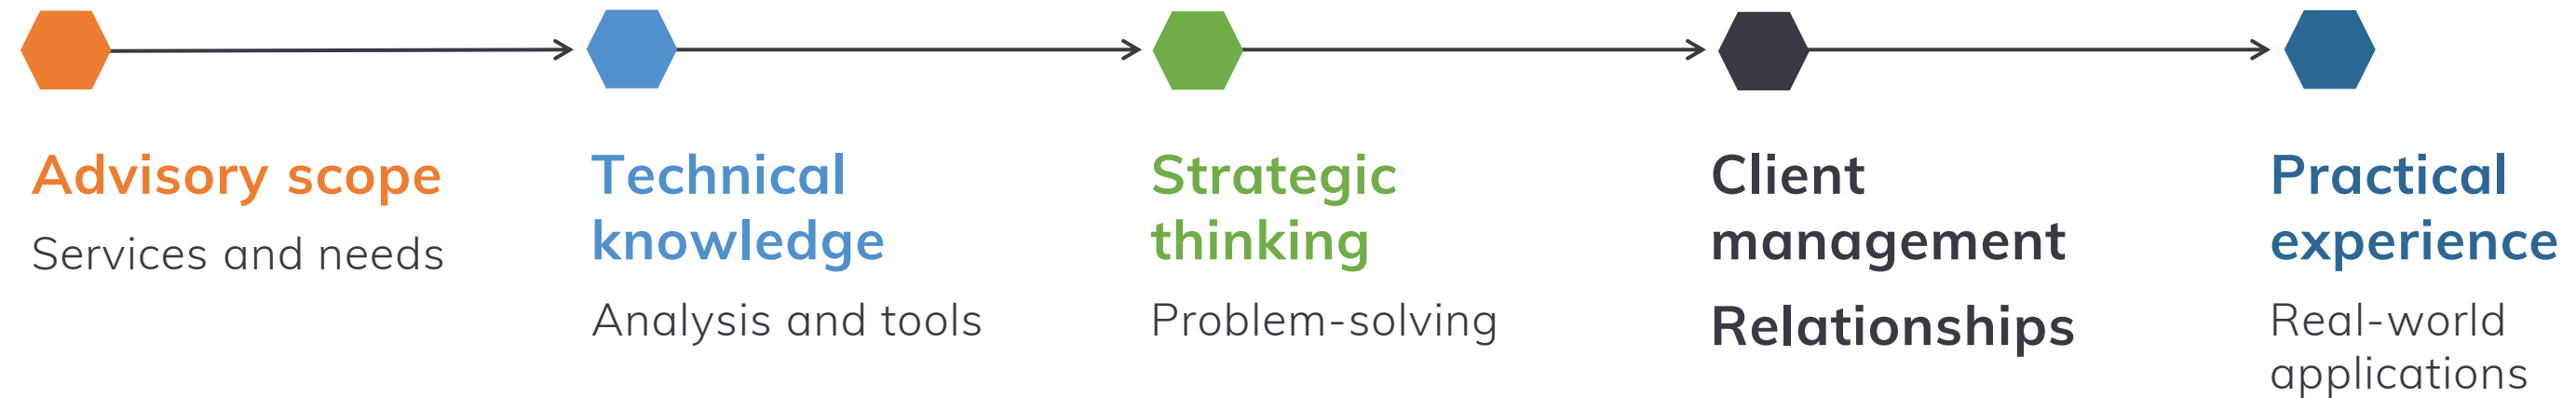 Advisory scope
Services and needs
Technical
knowledge
Analysis and tools
Strategic
thinking
Problem-solving
Client
management
Relationships
Practical
experience
Real-world
applications